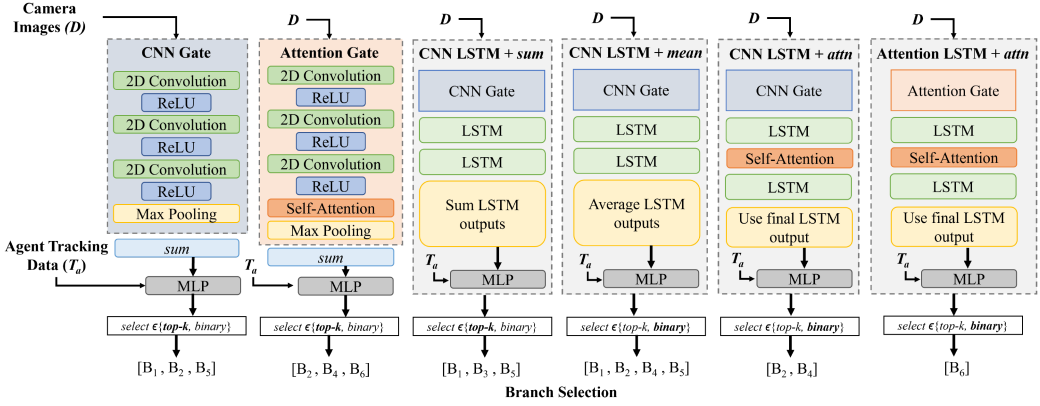 Camera
Images (D)
D
D
D
D
D
CNN Gate
2D Convolution
ReLU
2D Convolution
ReLU
2D Convolution
ReLU
Max Pooling
sum
Agent Tracking
Data (Tₐ)
MLP
select ϵ{top-k, binary}
[B₁ , B₂ , B₅]
Attention Gate
2D Convolution
ReLU
2D Convolution
ReLU
2D Convolution
ReLU
Self-Attention
Max Pooling
sum
Tₐ
MLP
select ϵ{top-k, binary}
[B₂ , B₄ , B₆]
CNN LSTM + sum
CNN Gate
LSTM
LSTM
Sum LSTM
outputs
Tₐ
MLP
select ϵ{top-k, binary}
[B₁ , B₃ , B₅]
CNN LSTM + mean
CNN Gate
LSTM
LSTM
Average LSTM
outputs
Tₐ
MLP
select ϵ{top-k, binary}
[B₁ , B₂ , B₄ , B₅]
CNN LSTM + attn
CNN Gate
LSTM
Self-Attention
LSTM
Use final LSTM
output
Tₐ
MLP
select ϵ{top-k, binary}
[B₂ , B₄]
Attention LSTM + attn
Attention Gate
LSTM
Self-Attention
LSTM
Use final LSTM
output
Tₐ
MLP
select ϵ{top-k, binary}
[B₆]
Branch Selection